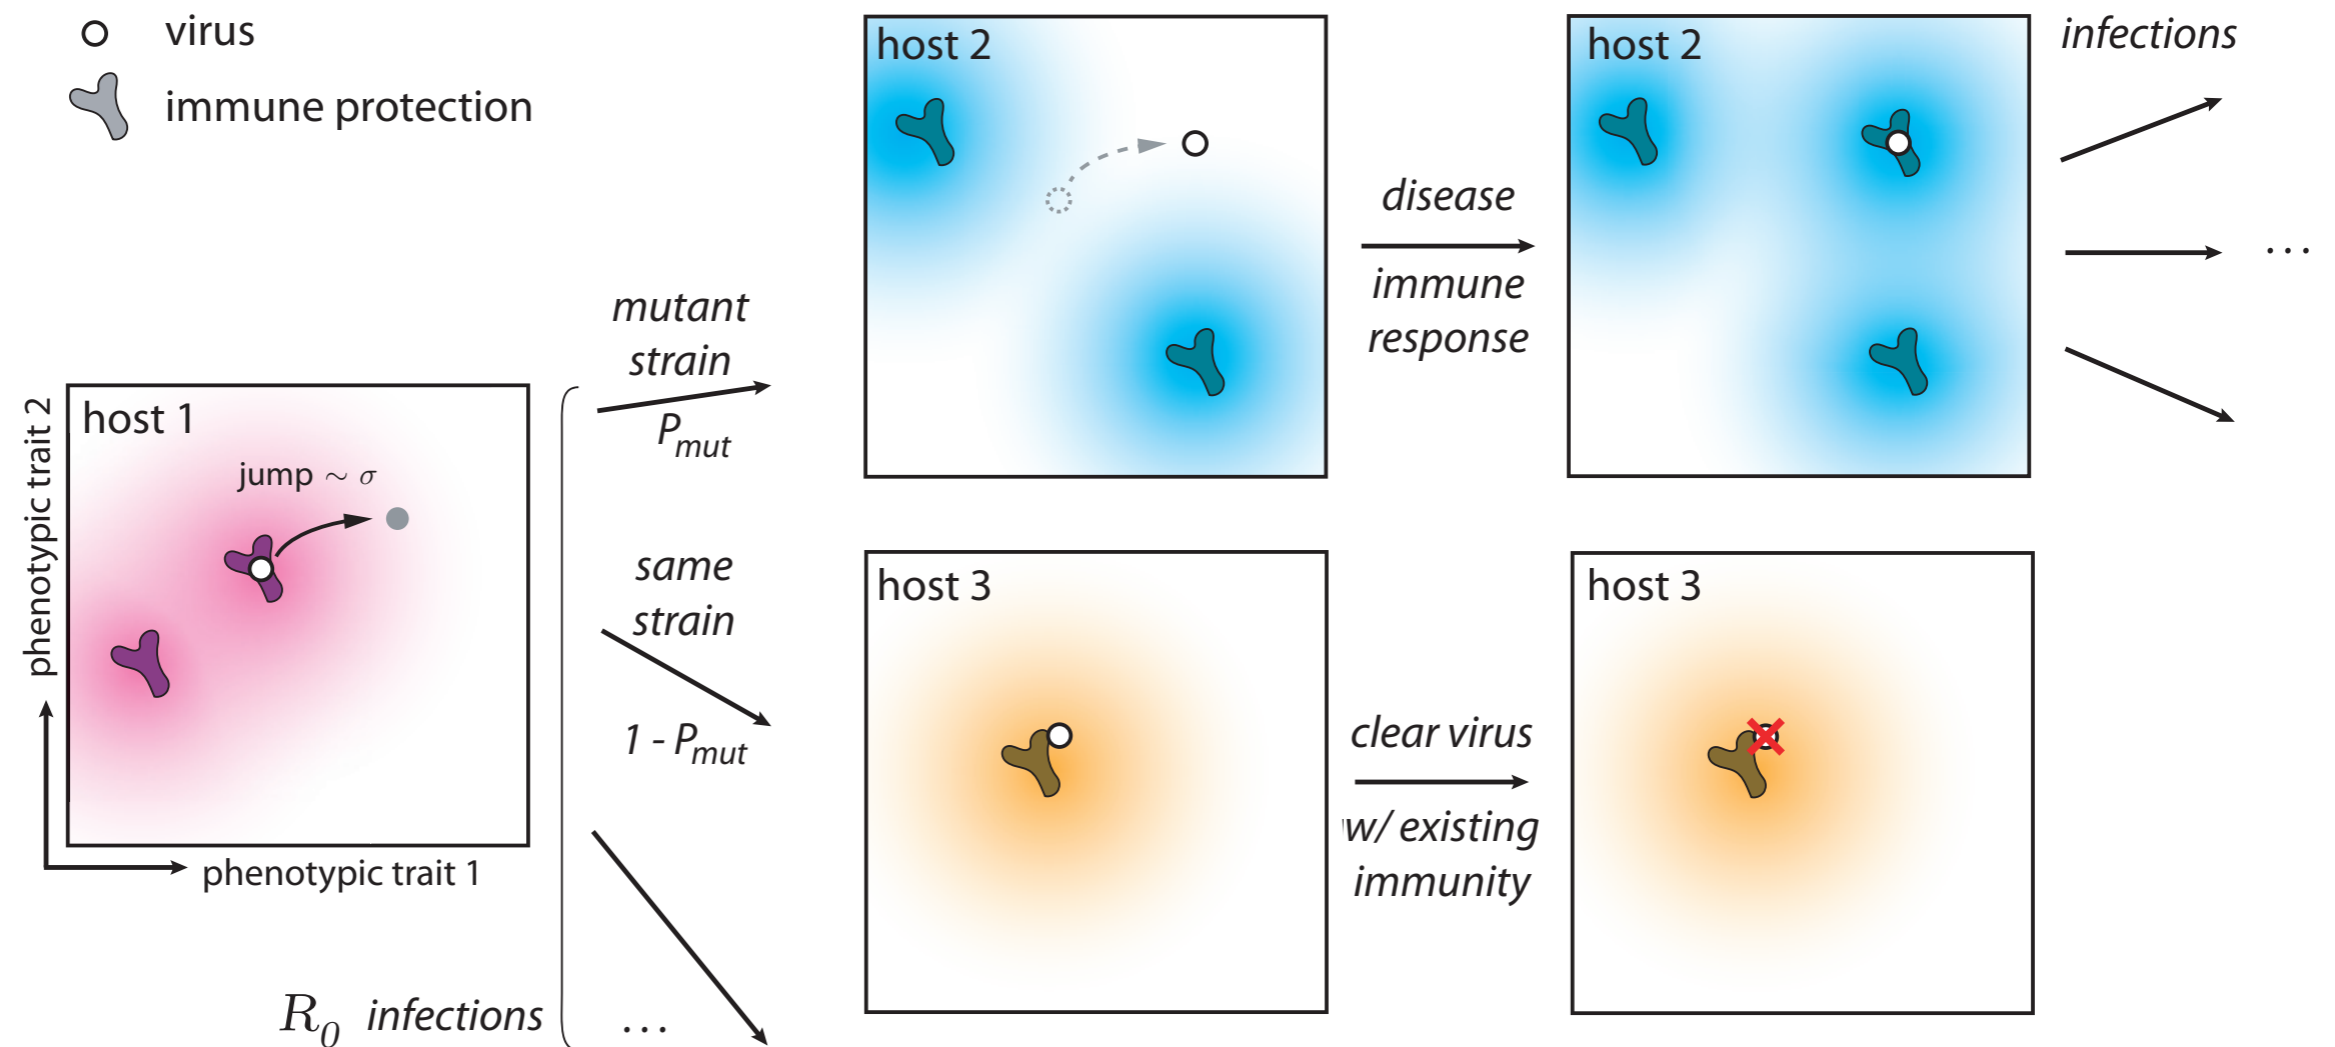 virus
immune protection
host 1
jump ∼ σ
phenotypic trait 2
phenotypic trait 1
R0 infections
...
mutant
strain
Pmut
same
strain
1 - Pmut
host 2
disease
immune
response
host 2
infections
...
host 3
clear virus
w/ existing
immunity
host 3